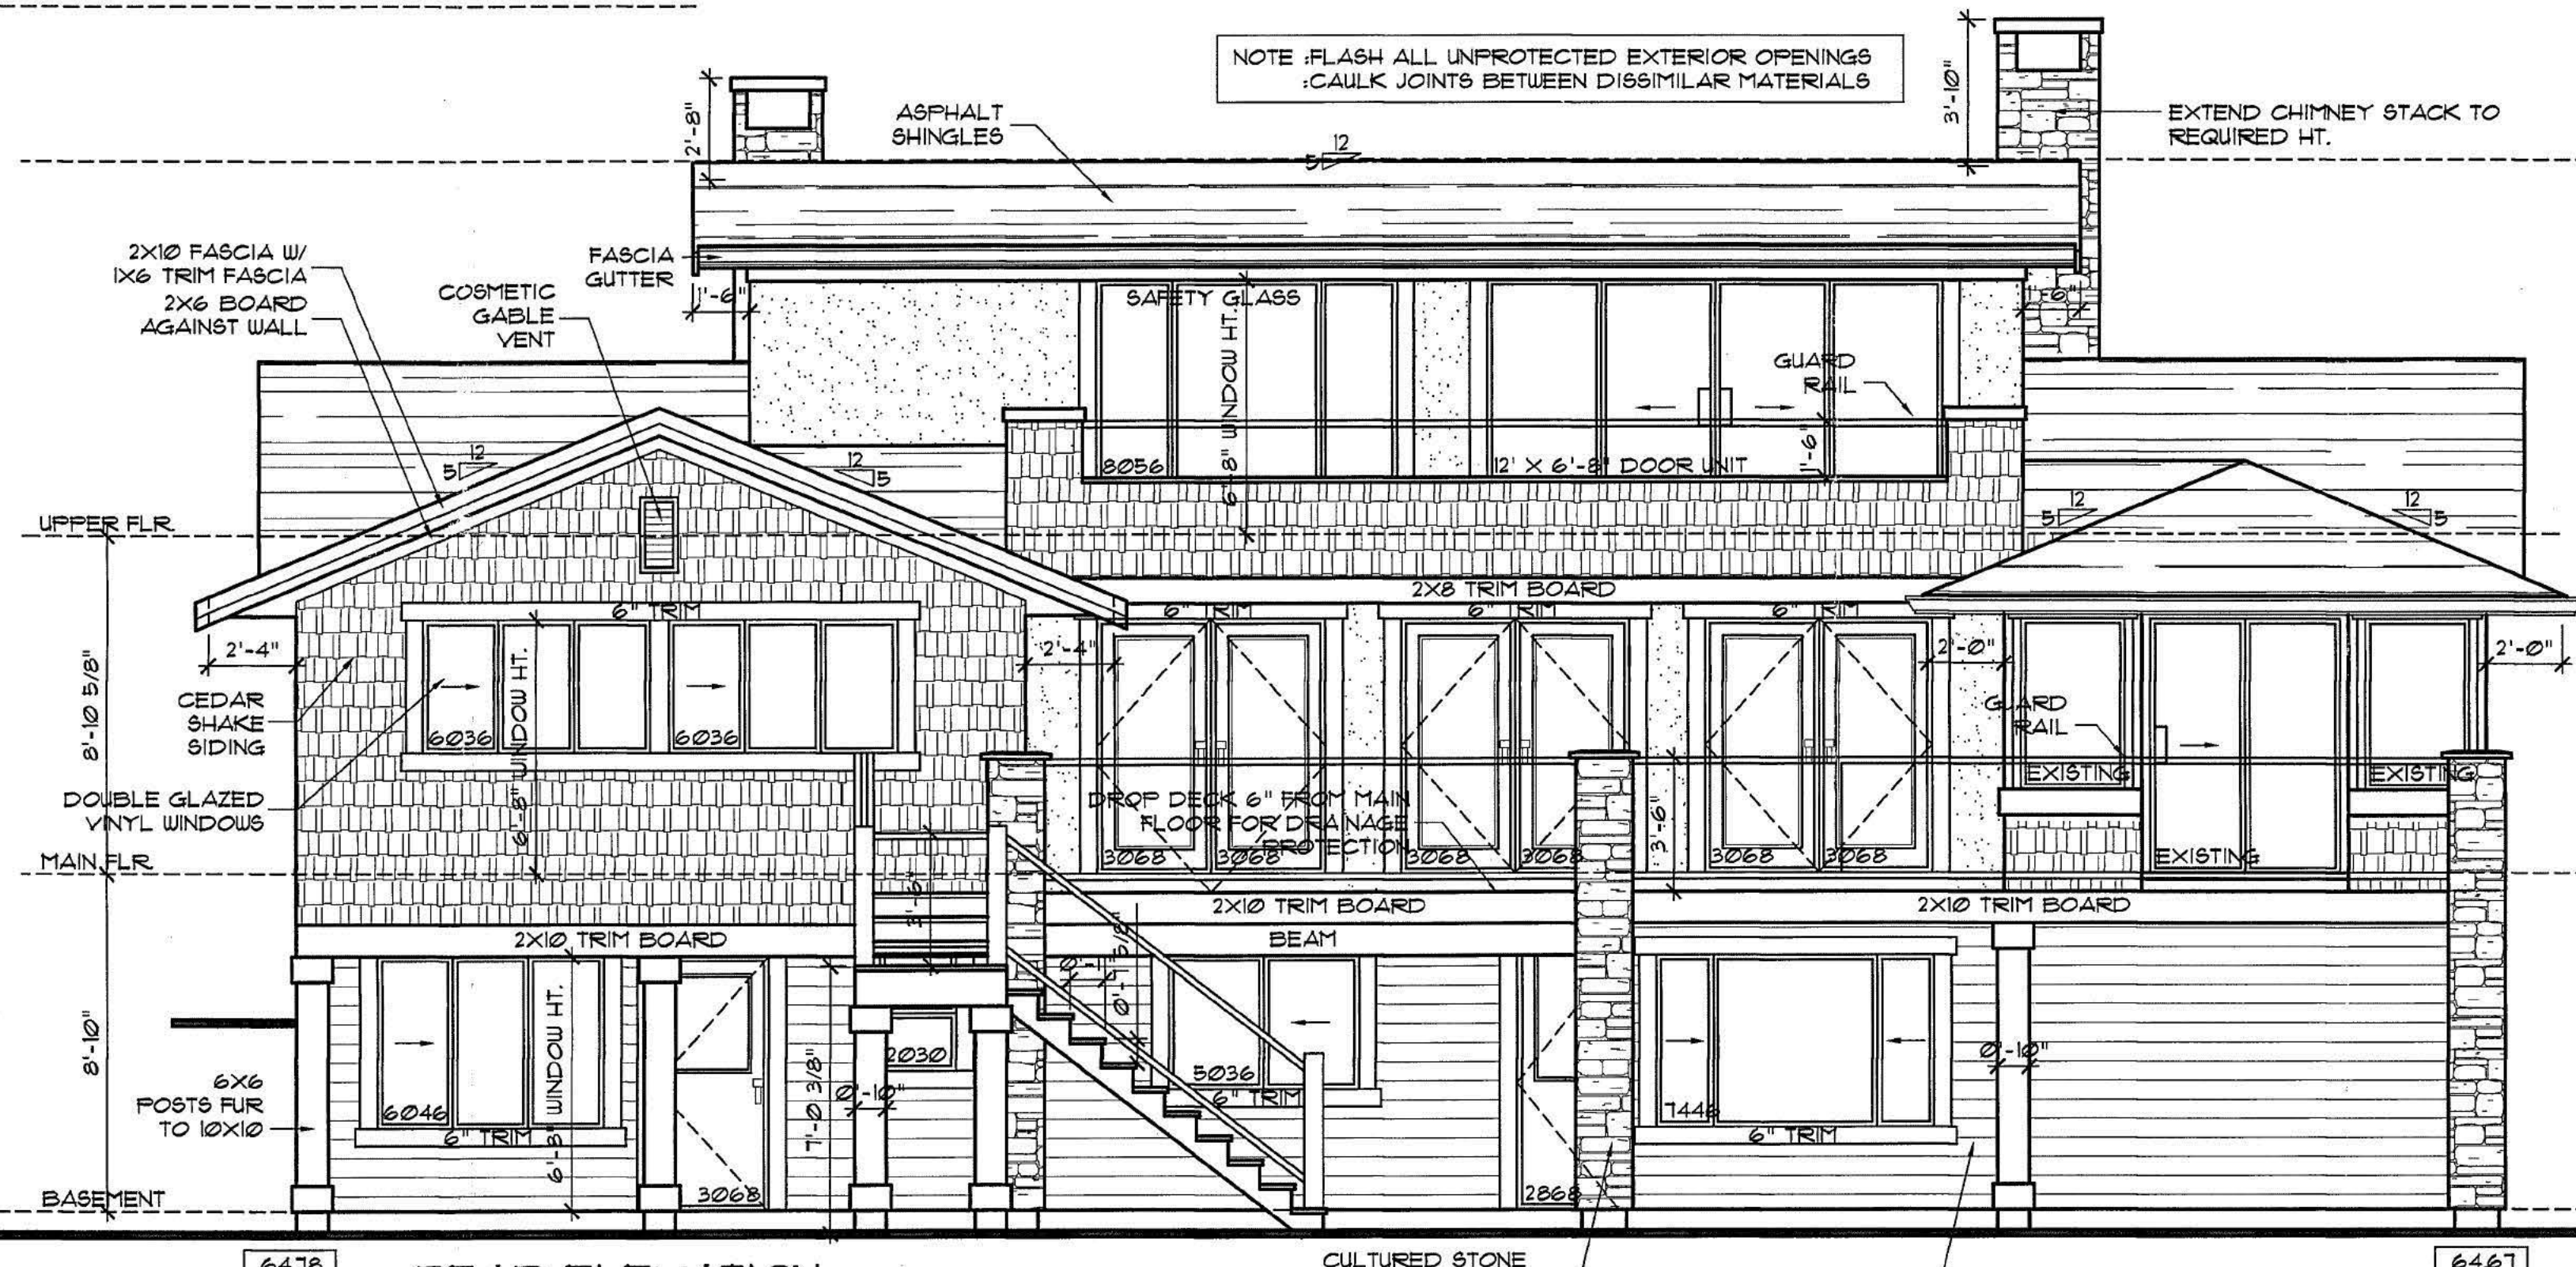 NOTE :FLASH ALL UNPROTECTED EXTERIOR OPENINGS
:CAULK JOINTS BETWEEN DISSIMILAR MATERIALS
3'-10"
EXTEND CHIMNEY STACK TO
REQUIRED HT.
2'-8"
ASPHALT
SHINGLES
12
5
2X10 FASCIA W/
1X6 TRIM FASCIA
2X6 BOARD
AGAINST WALL
COSMETIC
GABLE
VENT
FASCIA
GUTTER
1'-6"
SAFETY GLASS
6'-8" WINDOW HT.
GUARD
RAIL
1'-6"
1'-6"
8056
12' X 6'-8" DOOR UNIT
12
5
12
5
12
5
12
5
UPPER FLR.
2X8 TRIM BOARD
6" TRIM
6" TRIM
6" TRIM
6" TRIM
2'-4"
2'-4"
2'-0"
2'-0"
8'-10 5/8"
CEDAR
SHAKE
SIDING
6036
6036
6'-8" WINDOW HT.
GUARD
RAIL
EXISTING
EXISTING
DOUBLE GLAZED
VINYL WINDOWS
DROP DECK 6" FROM MAIN
FLOOR FOR DRAINAGE
PROTECTION
3'-6"
MAIN FLR.
3068
3068
3068
3068
3068
3068
EXISTING
3'-6"
2X10 TRIM BOARD
2X10 TRIM BOARD
2X10 TRIM BOARD
BEAM
8'-10"
6X6
POSTS FUR
TO 10X10
6046
6" TRIM
6'-8" WINDOW HT.
3068
7'-0 3/8"
2030
0'-10"
5036
6" TRIM
2868
7446
6" TRIM
0'-10"
BASEMENT
6478
CULTURED STONE
6467